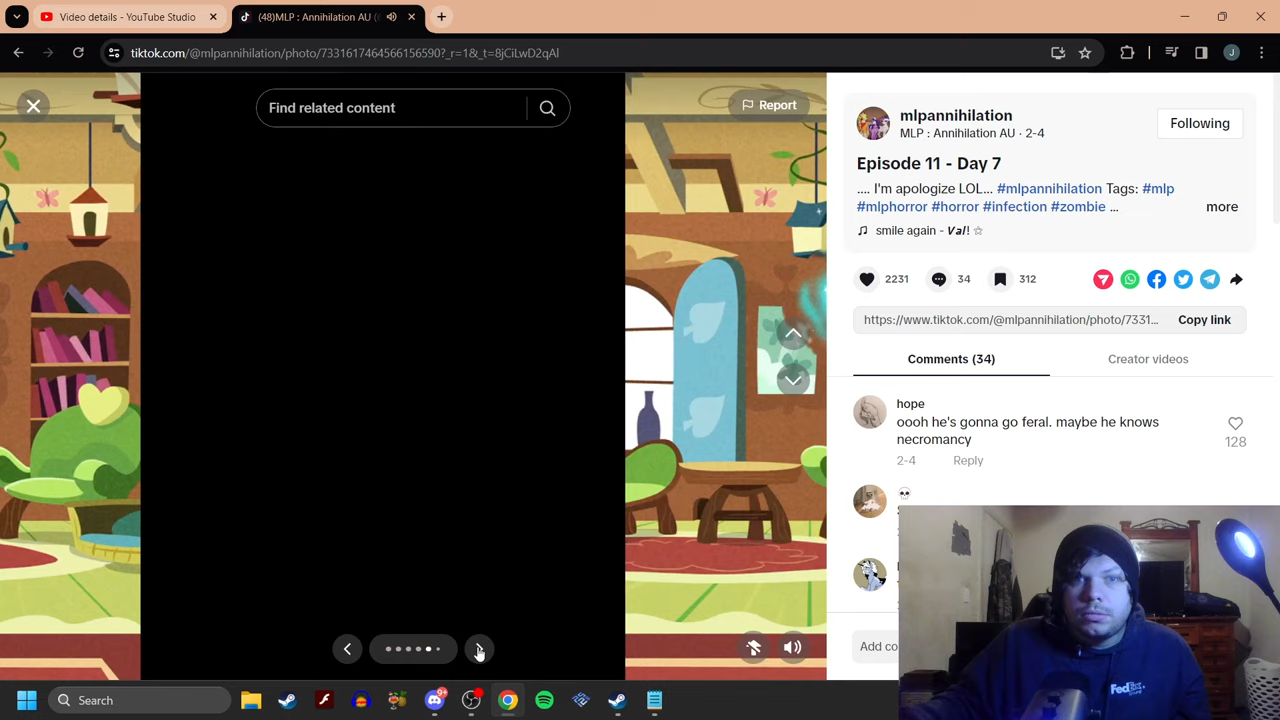 Video details - YouTube Studio
(48)MLP : Annihilation AU (
tiktok.com/@mlpannihilation/photo/7331617464566156590?_r=1&_t=8jCiLwD2qAl
J
Find related content
Report
mlpannihilation
MLP : Annihilation AU · 2-4
Following
Episode 11 - Day 7
.... I'm apologize LOL... #mlpannihilation Tags: #mlp
#mlphorror #horror #infection #zombie ...
more
smile again - Val! ☆
2231
34
312
https://www.tiktok.com/@mlpannihilation/photo/7331...
Copy link
Comments (34)
Creator videos
hope
oooh he's gonna go feral. maybe he knows
necromancy
128
2-4
Reply
Add co
FedEx
Search